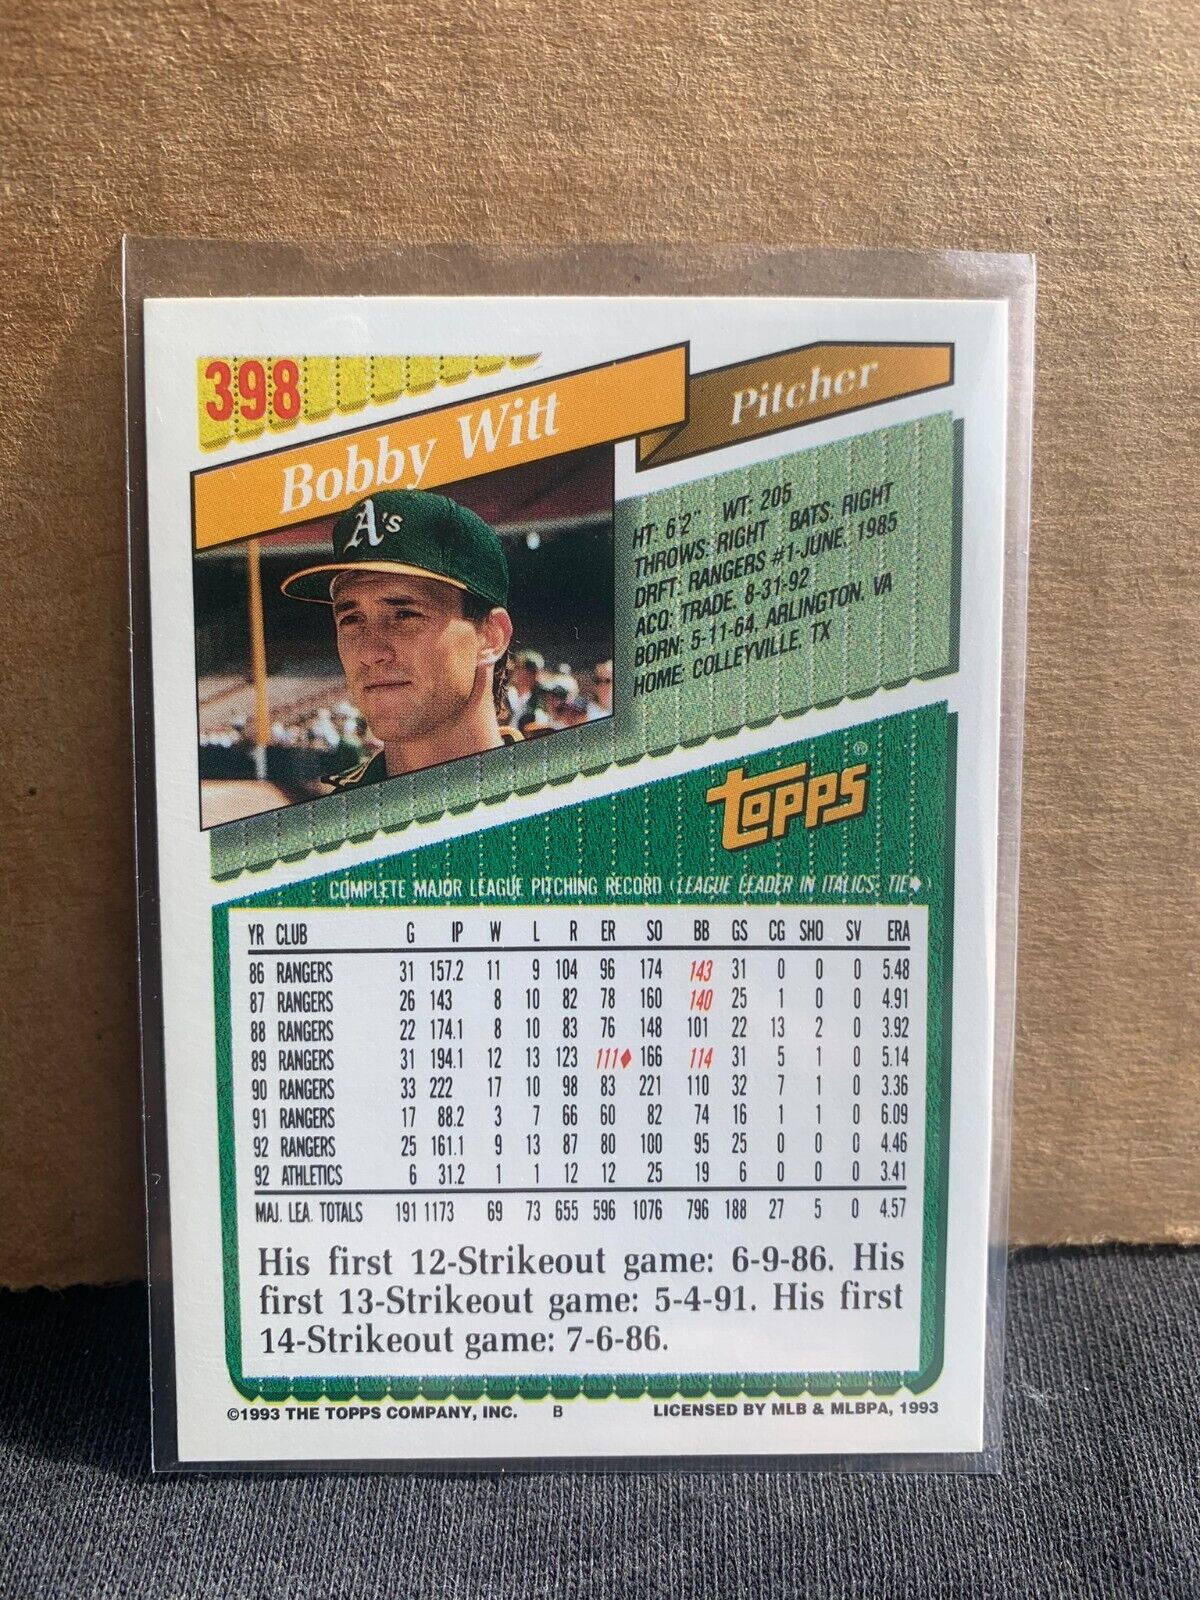 398
Bobby Witt
Pitcher
A's
HT: 6'2" WT: 205
THROWS: RIGHT BATS: RIGHT
DRFT: RANGERS #1-JUNE, 1985
ACQ: TRADE, 8-31-92
BORN: 5-11-64, ARLINGTON, VA
HOME: COLLEYVILLE, TX
topps®
COMPLETE MAJOR LEAGUE PITCHING RECORD (LEAGUE LEADER IN ITALICS, TIE♦)
YR CLUB G IP W L R ER SO BB GS CG SHO SV ERA
86 RANGERS 31 157.2 11 9 104 96 174 143 31 0 0 0 5.48
87 RANGERS 26 143 8 10 82 78 160 140 25 1 0 0 4.91
88 RANGERS 22 174.1 8 10 83 76 148 101 22 13 2 0 3.92
89 RANGERS 31 194.1 12 13 123 111♦ 166 114 31 5 1 0 5.14
90 RANGERS 33 222 17 10 98 83 221 110 32 7 1 0 3.36
91 RANGERS 17 88.2 3 7 66 60 82 74 16 1 1 0 6.09
92 RANGERS 25 161.1 9 13 87 80 100 95 25 0 0 0 4.46
92 ATHLETICS 6 31.2 1 1 12 12 25 19 6 0 0 0 3.41
MAJ. LEA. TOTALS 191 1173 69 73 655 596 1076 796 188 27 5 0 4.57
His first 12-Strikeout game: 6-9-86. His
first 13-Strikeout game: 5-4-91. His first
14-Strikeout game: 7-6-86.
©1993 THE TOPPS COMPANY, INC. B LICENSED BY MLB & MLBPA, 1993